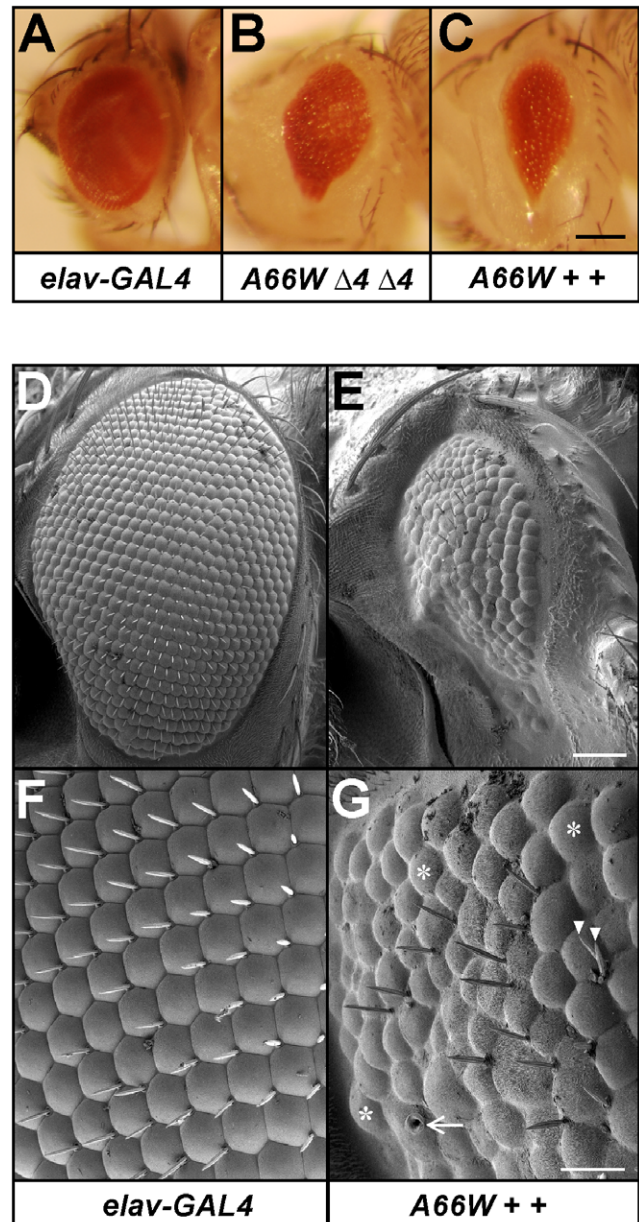 A B C
elav-GAL4 A66W Δ4 Δ4 A66W + +
D E
F G
* *
*
elav-GAL4 A66W + +